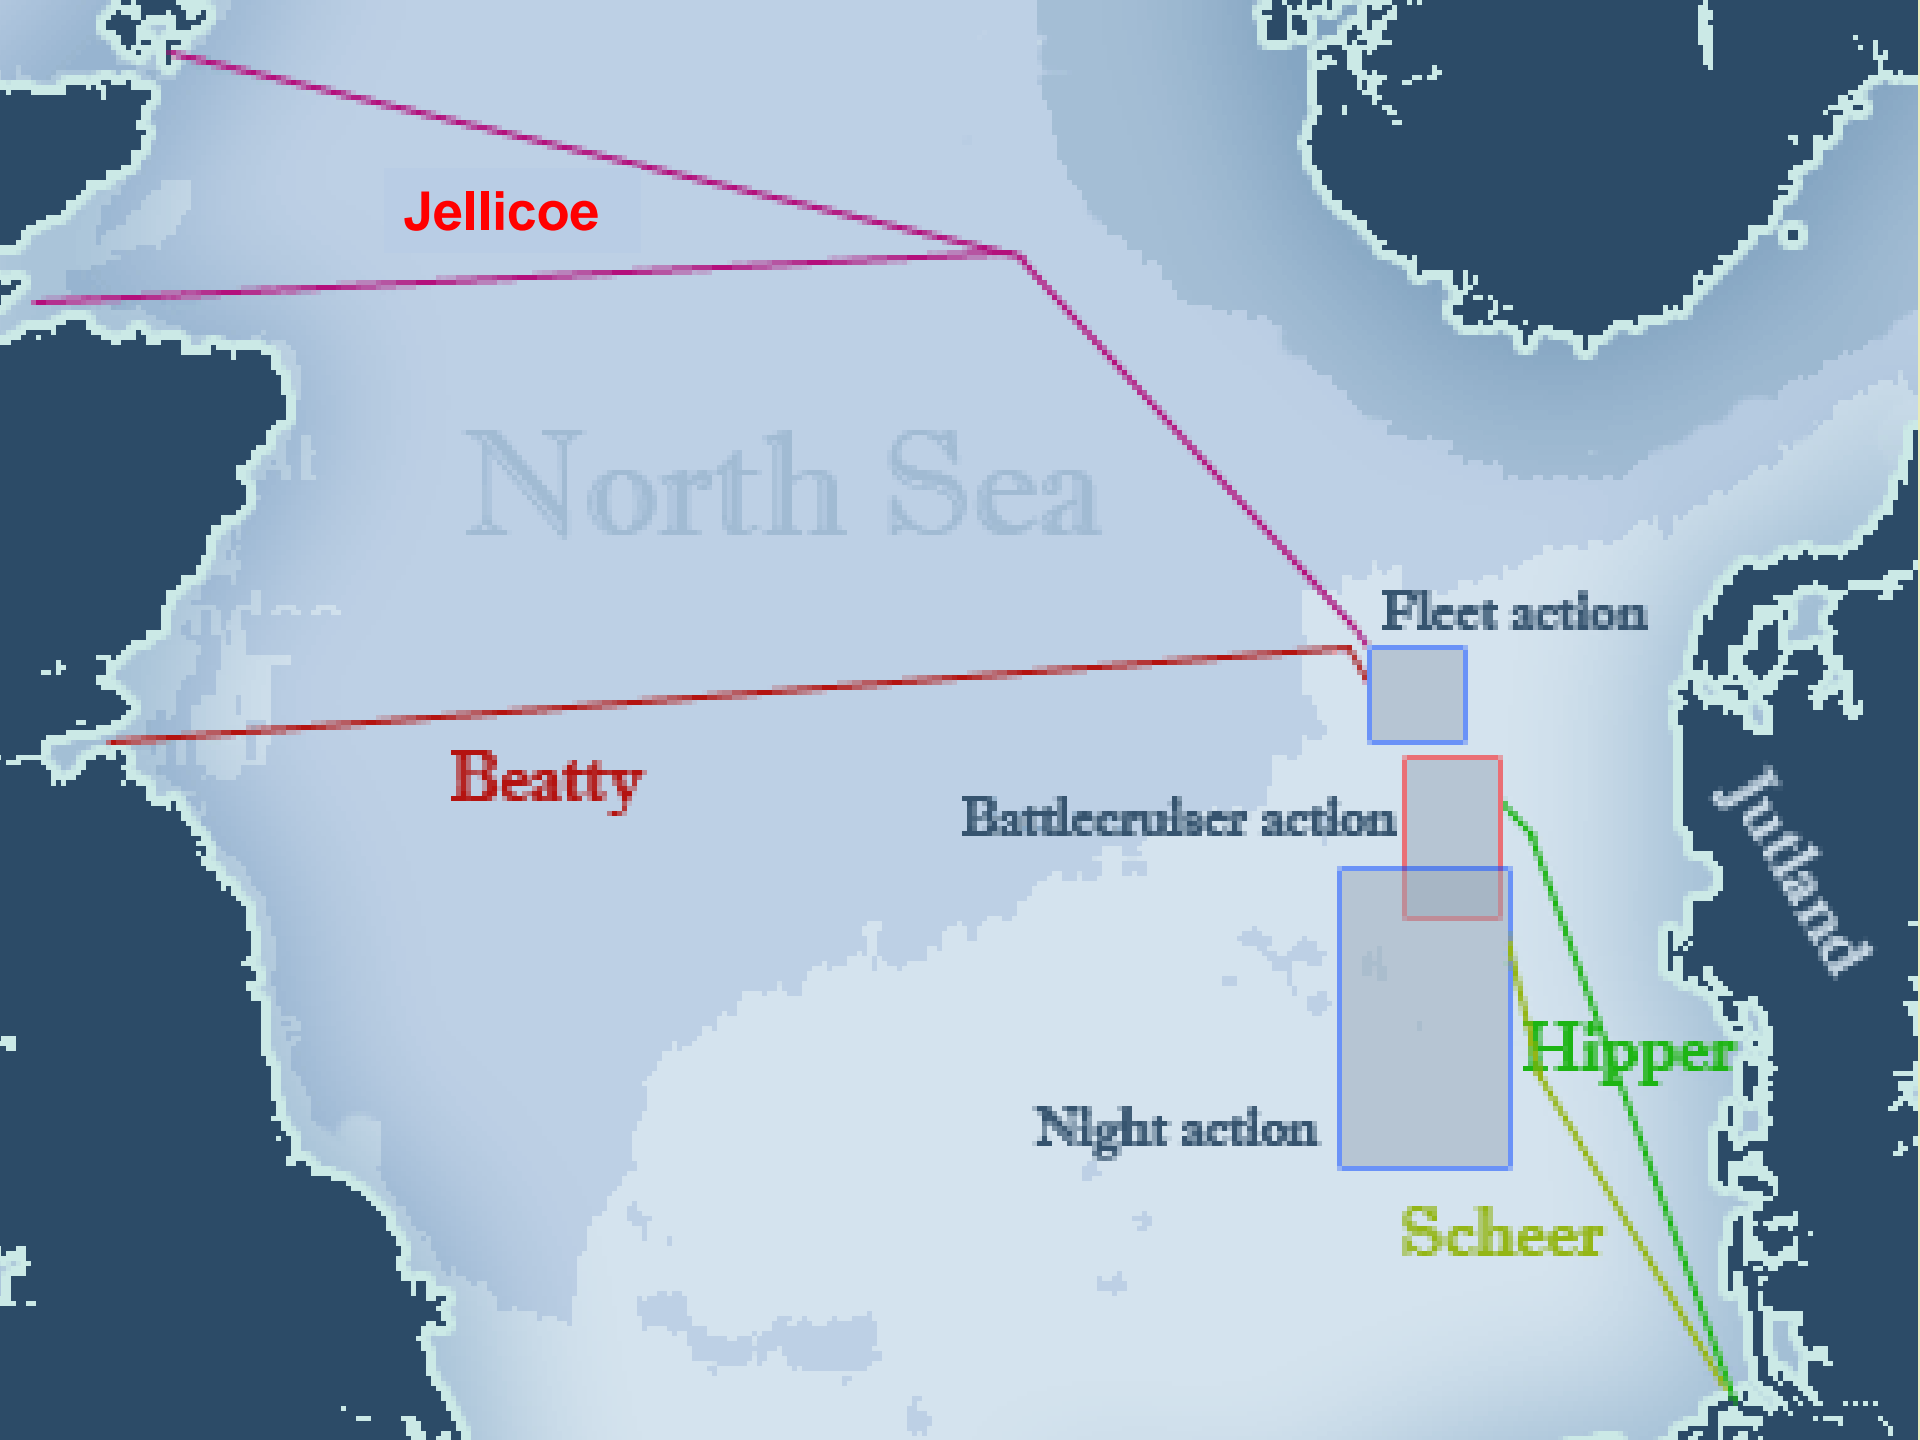 Jellicoe
North Sea
Fleet action
Beatty
Battlecruiser action
Jutland
Hipper
Night action
Scheer